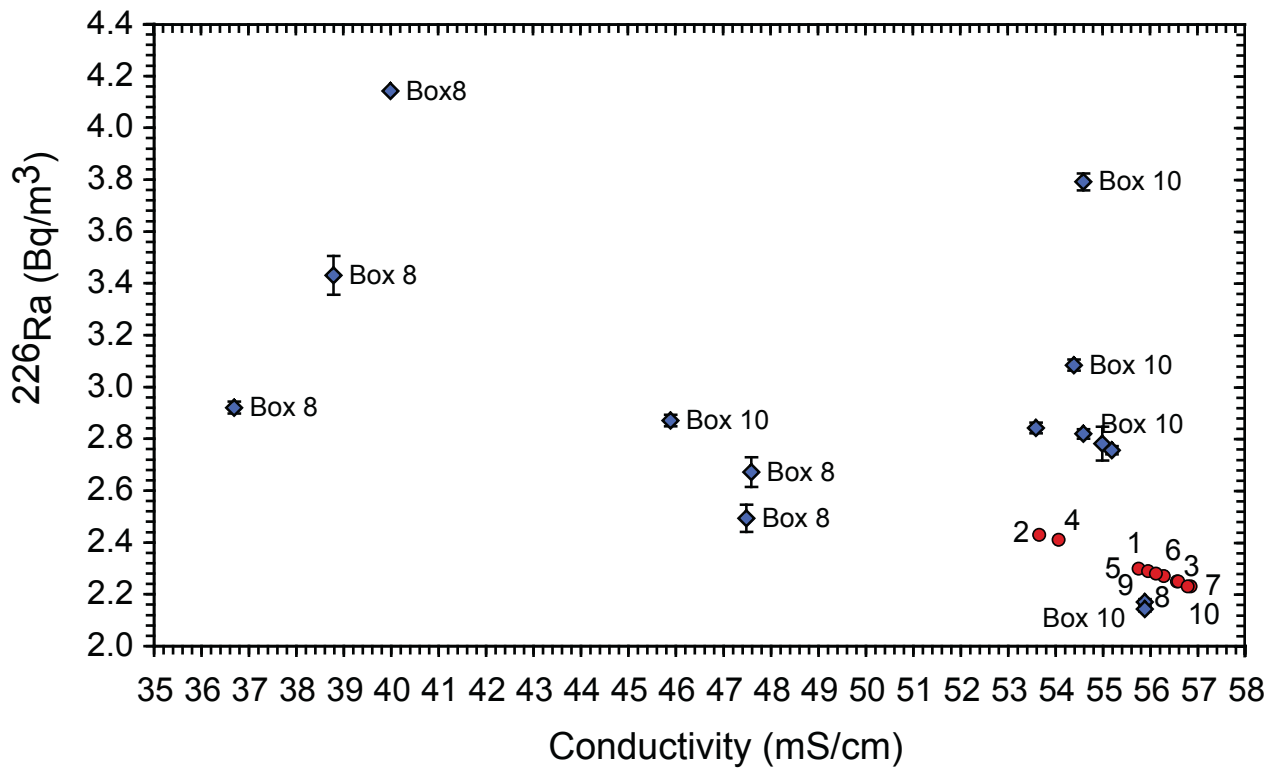 4.4
4.2
4.0
3.8
3.6
3.4
3.2
3.0
2.8
2.6
2.4
2.2
2.0
226Ra (Bq/m3)
Box8
Box 10
Box 8
Box 10
Box 8
Box 10
Box 10
Box 8
Box 8
2
4
1
6
5
3
9
8
7
Box 10
10
35 36 37 38 39 40 41 42 43 44 45 46 47 48 49 50 51 52 53 54 55 56 57 58
Conductivity (mS/cm)